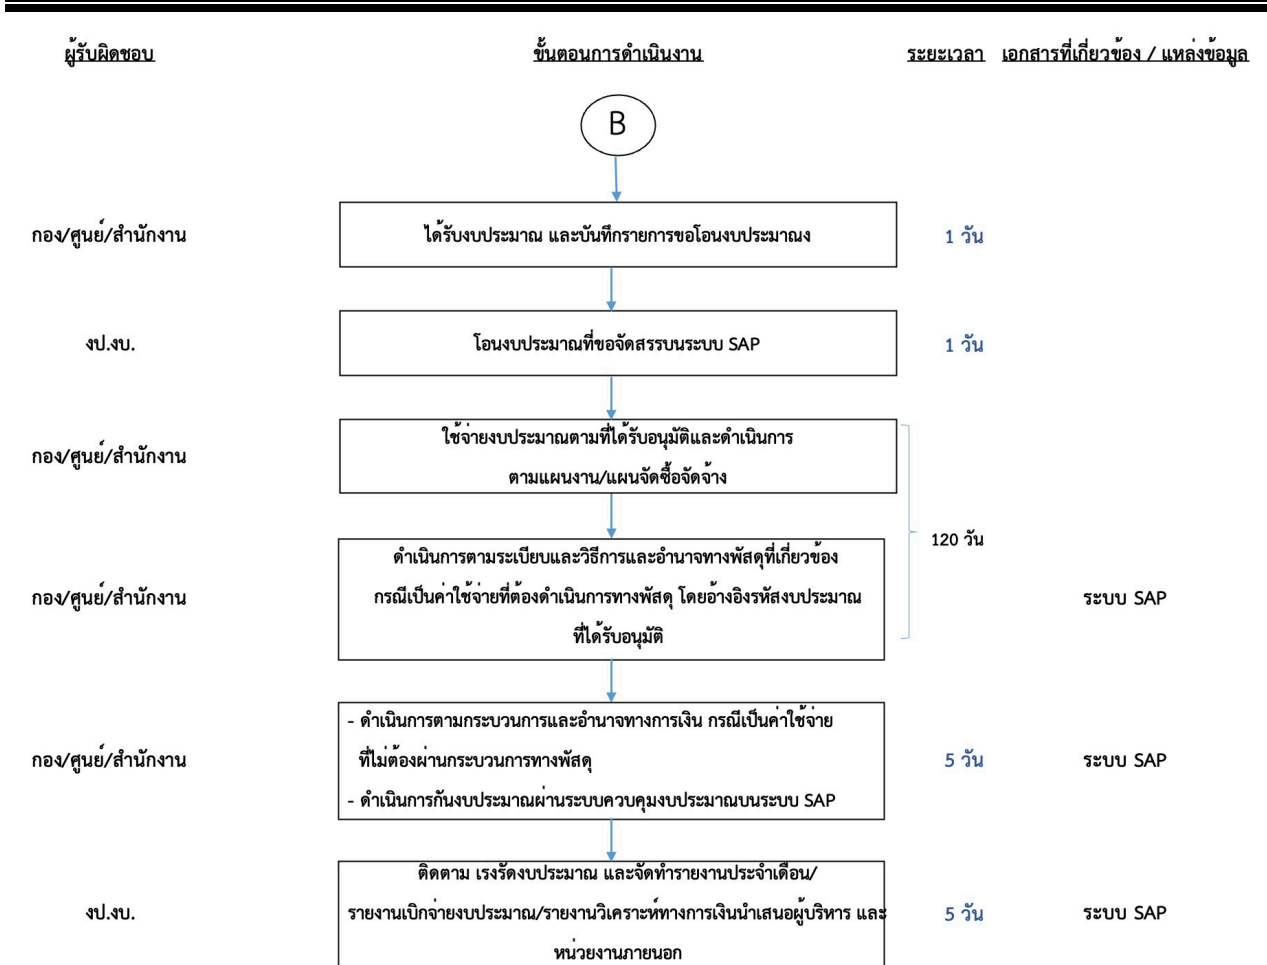 ผู้รับผิดชอบ ขั้นตอนการดำเนินงาน ระยะเวลา เอกสารที่เกี่ยวข้อง / แหล่งข้อมูล
B
กอง/ศูนย์/สำนักงาน ได้รับงบประมาณ และบันทึกรายการขอโอนงบประมาณง 1 วัน
งป.งบ. โอนงบประมาณที่ขอจัดสรรบนระบบ SAP 1 วัน
ใช้จ่ายงบประมาณตามที่ได้รับอนุมัติและดำเนินการ
กอง/ศูนย์/สำนักงาน
ตามแผนงาน/แผนจัดซื้อจัดจ้าง
120 วัน
ดำเนินการตามระเบียบและวิธีการและอำนาจทางพัสดุที่เกี่ยวข้อง
กอง/ศูนย์/สำนักงาน กรณีเป็นค่าใช้จ่ายที่ต้องดำเนินการทางพัสดุ โดยอ้างอิงรหัสงบประมาณ ระบบ SAP
ที่ได้รับอนุมัติ
- ดำเนินการตามกระบวนการและอำนาจทางการเงิน กรณีเป็นค่าใช้จ่าย
กอง/ศูนย์/สำนักงาน ที่ไม่ต้องผ่านกระบวนการทางพัสดุ 5 วัน ระบบ SAP
- ดำเนินการกันงบประมาณผ่านระบบควบคุมงบประมาณบนระบบ SAP
ติดตาม เรงรัดงบประมาณ และจัดทำรายงานประจำเดือน/
งป.งบ. รายงานเบิกจ่ายงบประมาณ/รายงานวิเคราะห์ทางการเงินนำเสนอผู้บริหาร และ 5 วัน ระบบ SAP
หน่วยงานภายนอก